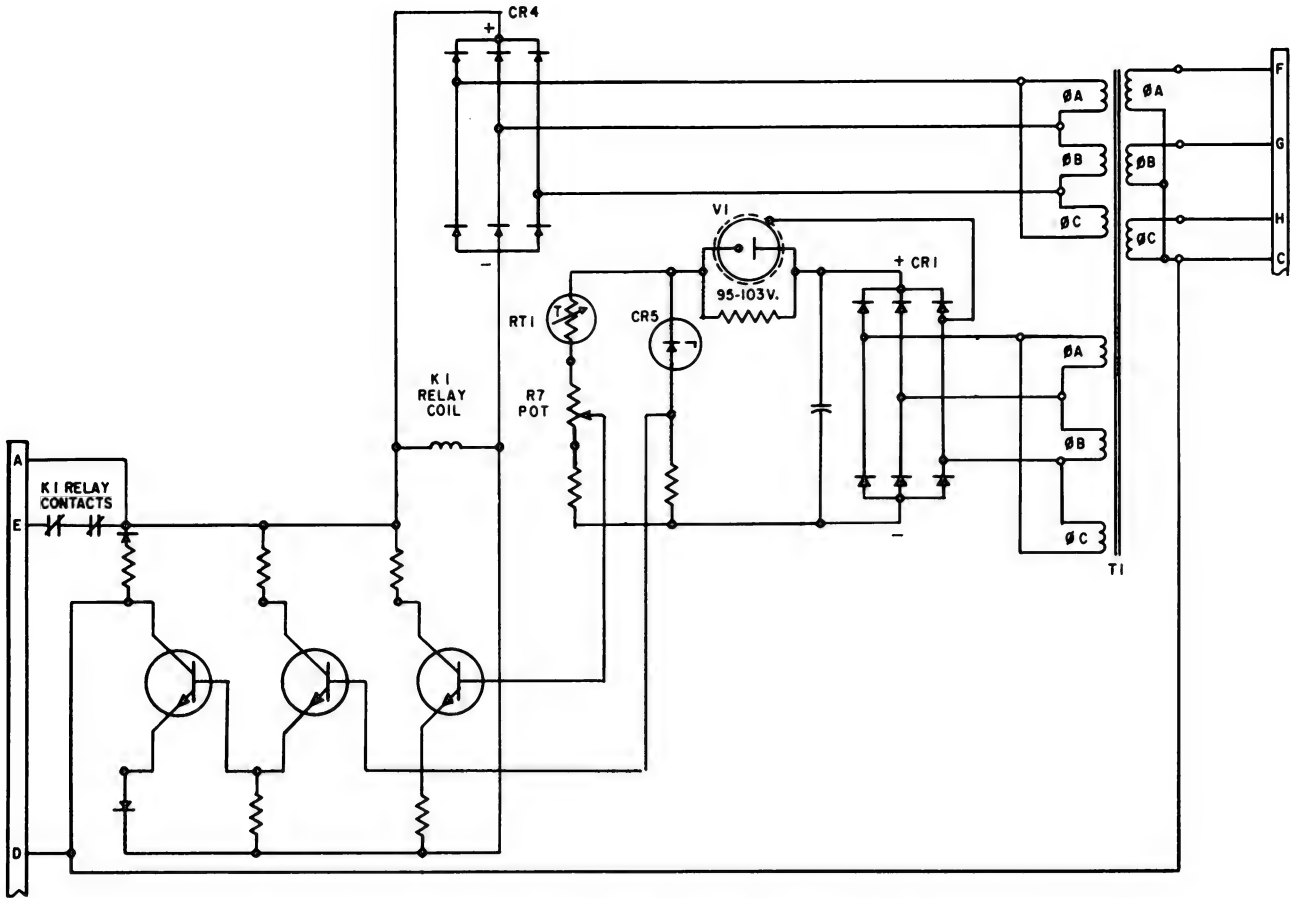 CR4
+
F
ØA
ØA
G
ØB
ØB
V1
H
ØC
ØC
C
-
+ CR1
95-103V.
T
RT1
CR5
ØA
K1
RELAY
COIL
R7
POT
ØB
A
K1 RELAY
CONTACTS
E
-
ØC
T1
D